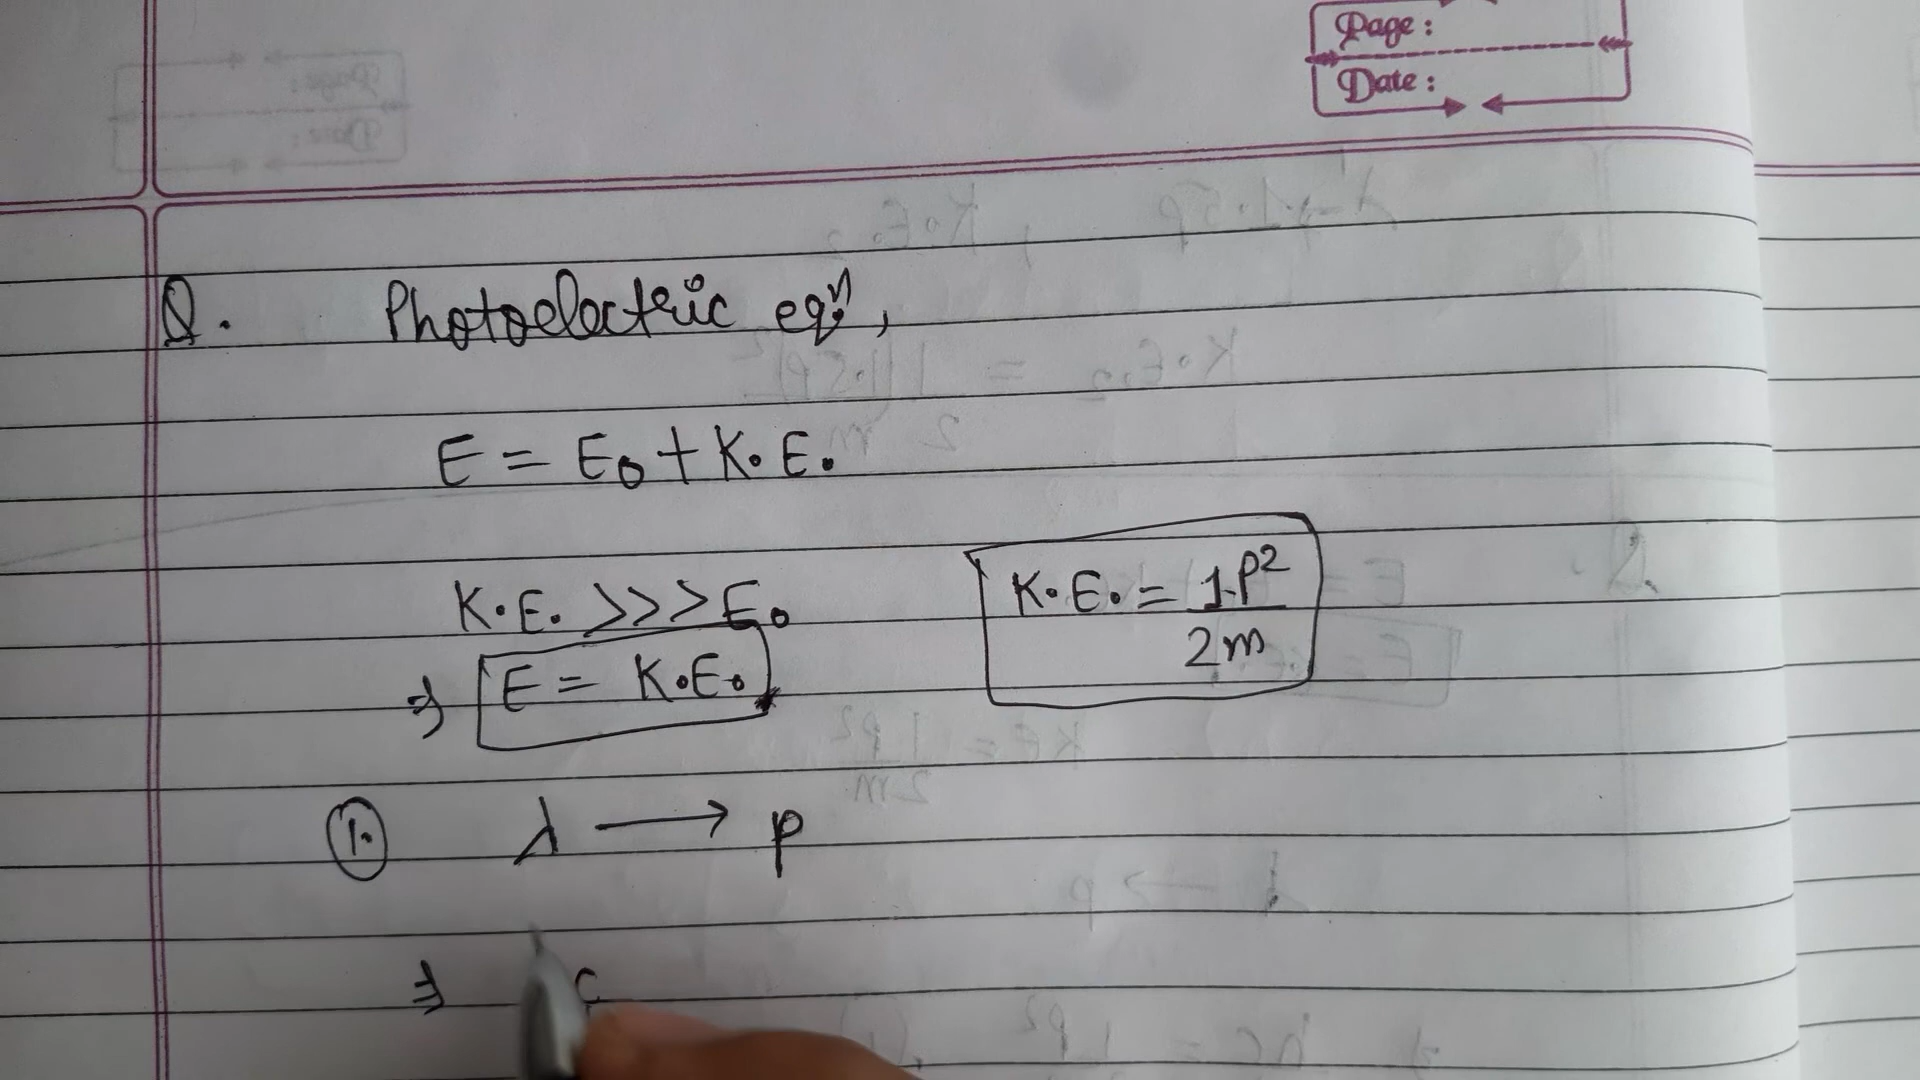 Page :
Date :
Q. Photoelectric eqⁿ,
E = E₀ + K.E.
K.E. >>> E₀
K.E. = 1.P²/2m
⇒ E = K.E.
1. λ → p
⇒ c